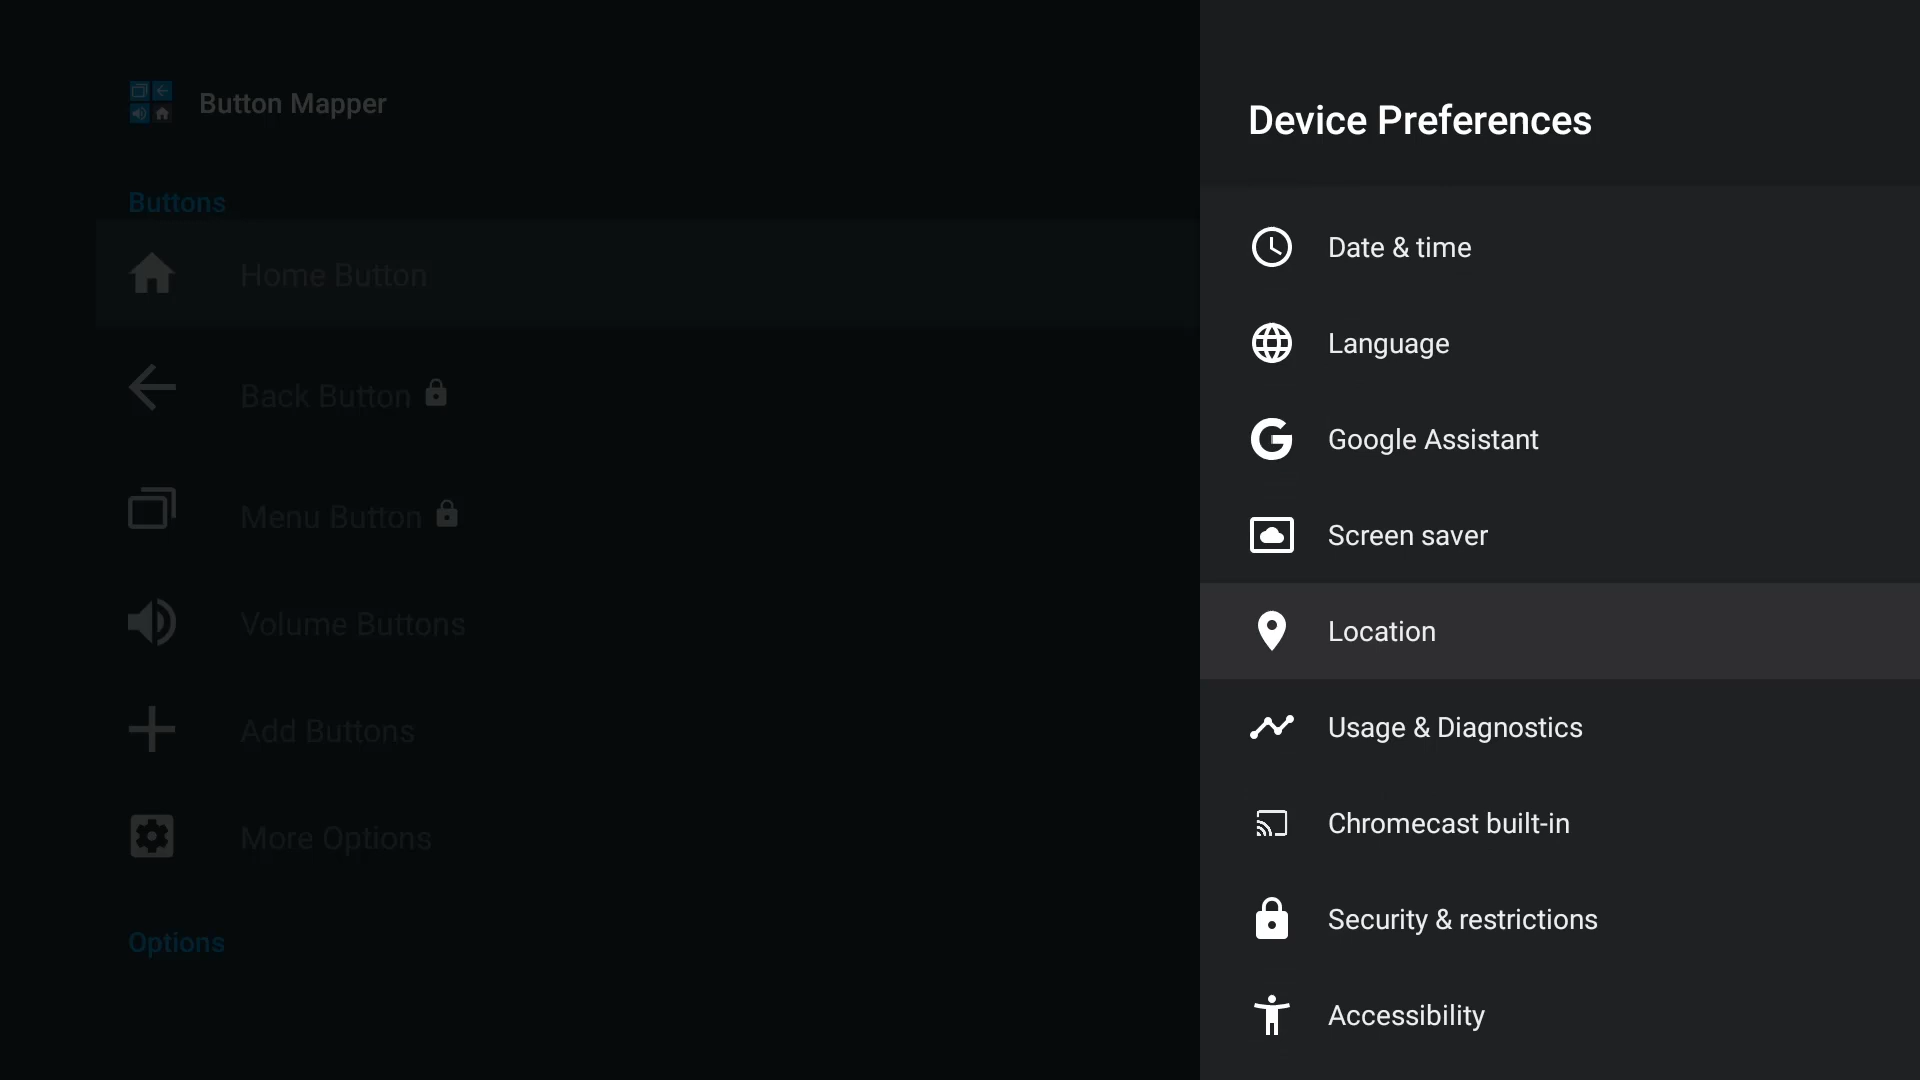 Button Mapper
Buttons
Home Button
Back Button
Menu Button
Volume Buttons
Add Buttons
More Options
Options
Device Preferences
Date & time
Language
Google Assistant
Screen saver
Location
Usage & Diagnostics
Chromecast built-in
Security & restrictions
Accessibility